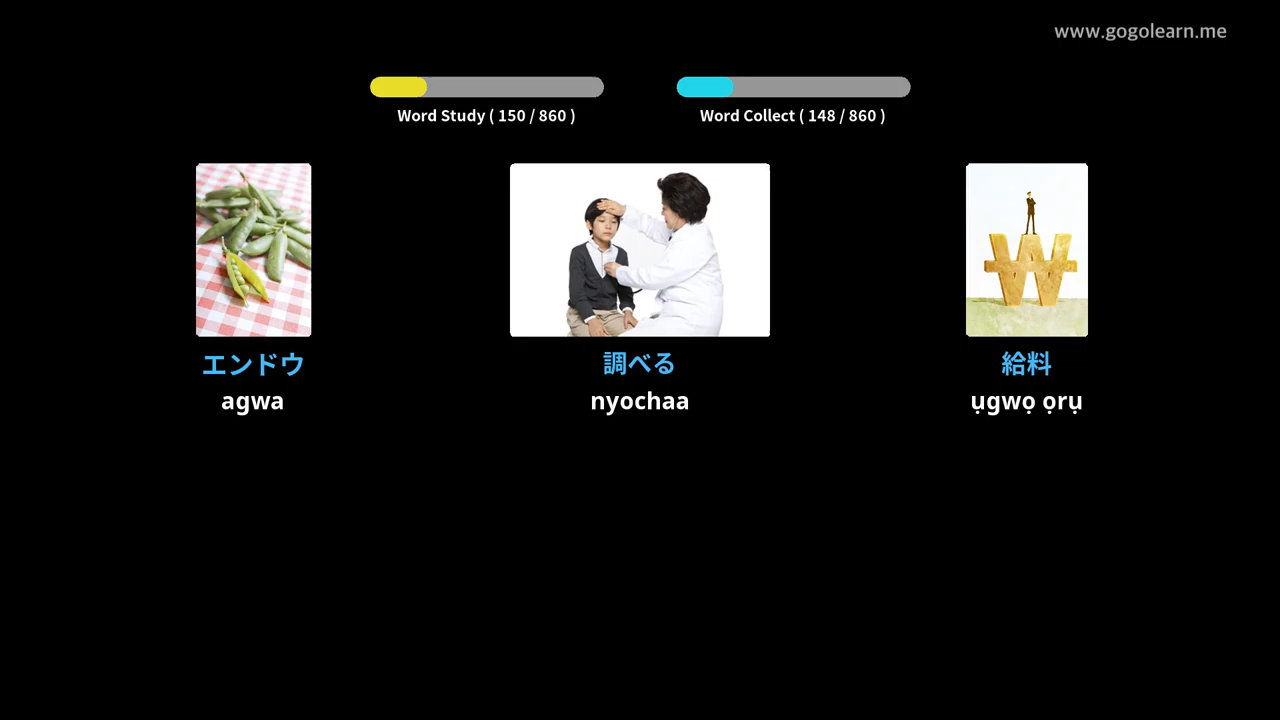 www.gogolearn.me
Word Study ( 150 / 860 )
Word Collect ( 148 / 860 )
エンドウ
agwa
調べる
nyochaa
給料
ụgwọ ọrụ